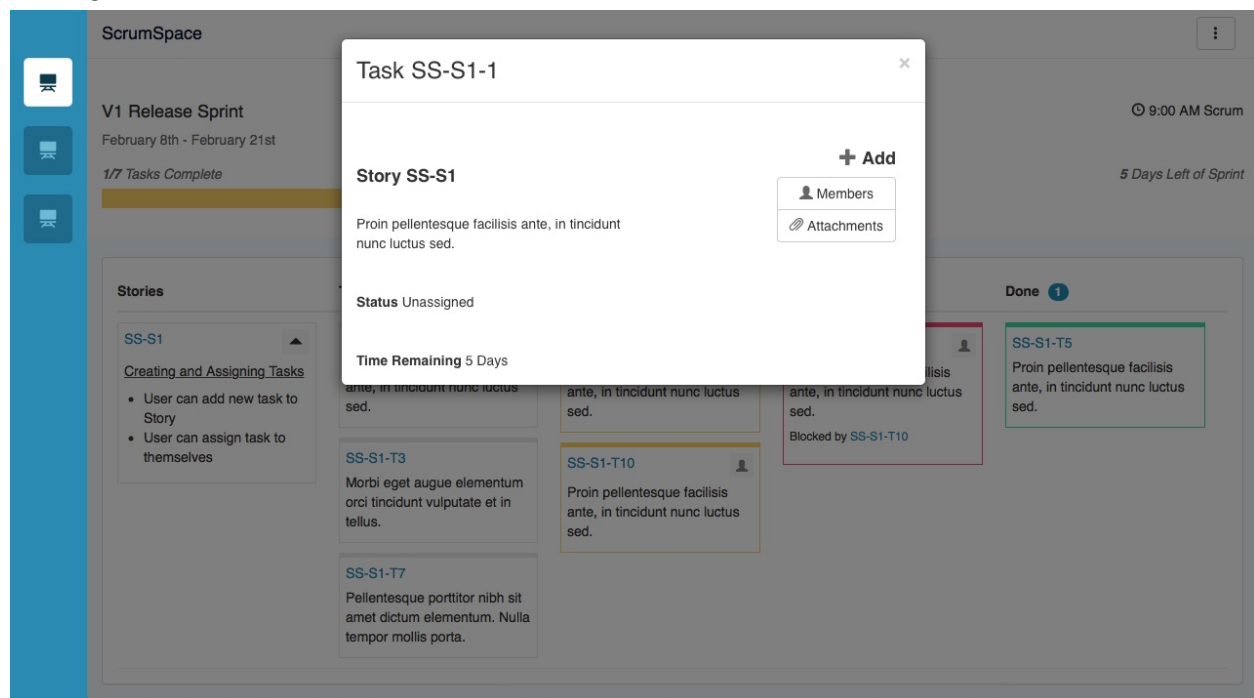 ScrumSpace
Task SS-S1-1
×
V1 Release Sprint
9:00 AM Scrum
February 8th - February 21st
1/7 Tasks Complete
5 Days Left of Sprint
Story SS-S1
+ Add
Members
Attachments
Proin pellentesque facilisis ante, in tincidunt
nunc luctus sed.
Status Unassigned
Time Remaining 5 Days
Stories
SS-S1
Creating and Assigning Tasks
• User can add new task to
Story
• User can assign task to
themselves
ante, in tincidunt nunc luctus
sed.
SS-S1-T3
Morbi eget augue elementum
orci tincidunt vulputate et in
tellus.
SS-S1-T7
Pellentesque porttitor nibh sit
amet dictum elementum. Nulla
tempor mollis porta.
ante, in tincidunt nunc luctus
sed.
SS-S1-T10
Proin pellentesque facilisis
ante, in tincidunt nunc luctus
sed.
ante, in tincidunt nunc luctus
sed.
Blocked by SS-S1-T10
Done 1
SS-S1-T5
Proin pellentesque facilisis
ante, in tincidunt nunc luctus
sed.